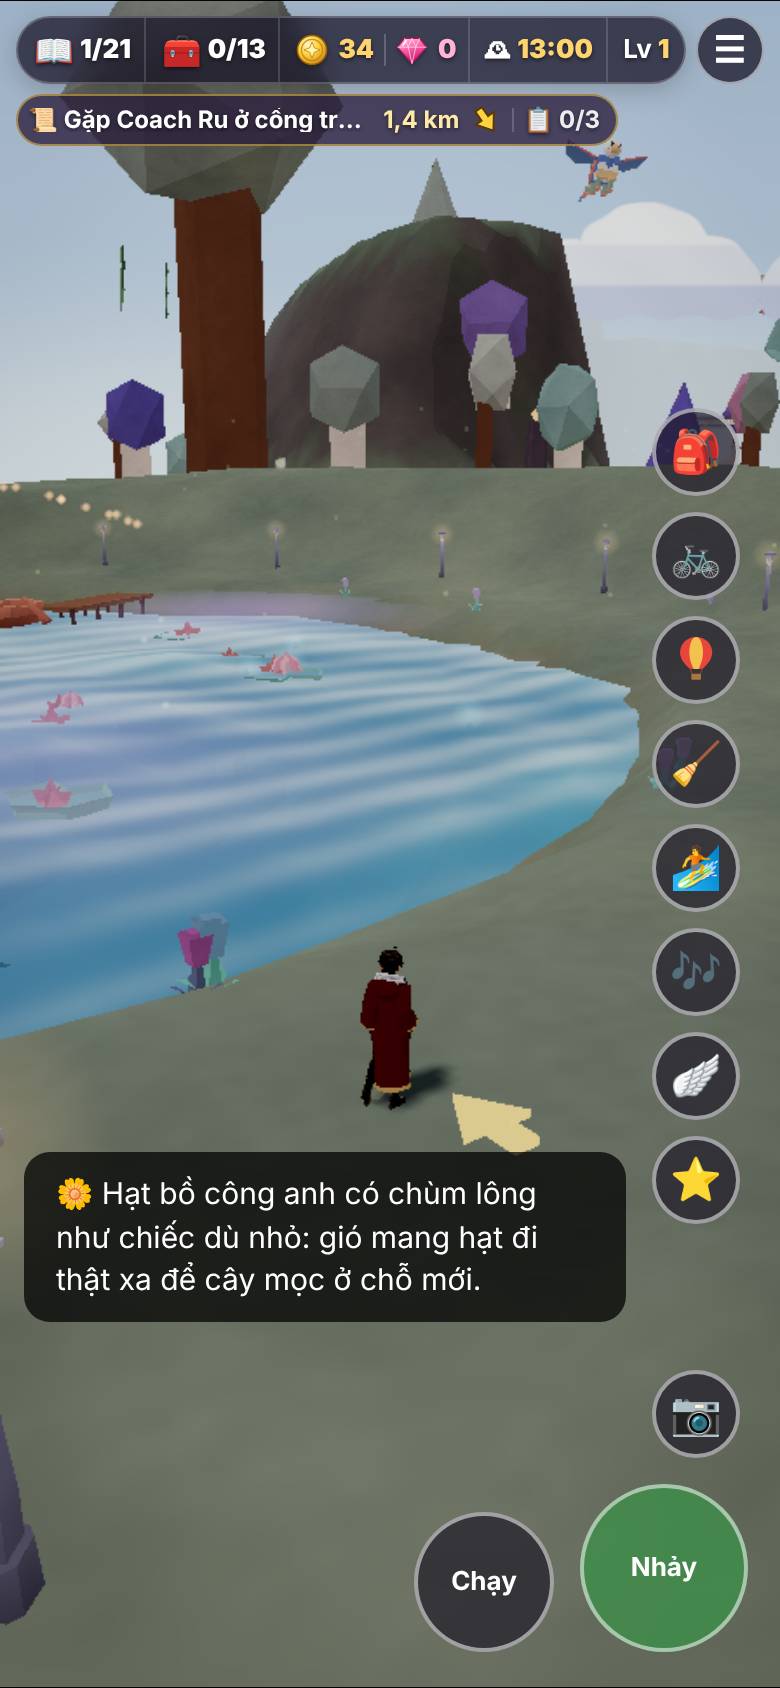 1/21 0/13 34 0 13:00 Lv 1
Gặp Coach Ru ở cổng tr... 1,4 km 0/3
Hạt bồ công anh có chùm lông
như chiếc dù nhỏ: gió mang hạt đi
thật xa để cây mọc ở chỗ mới.
Nhảy
Chạy